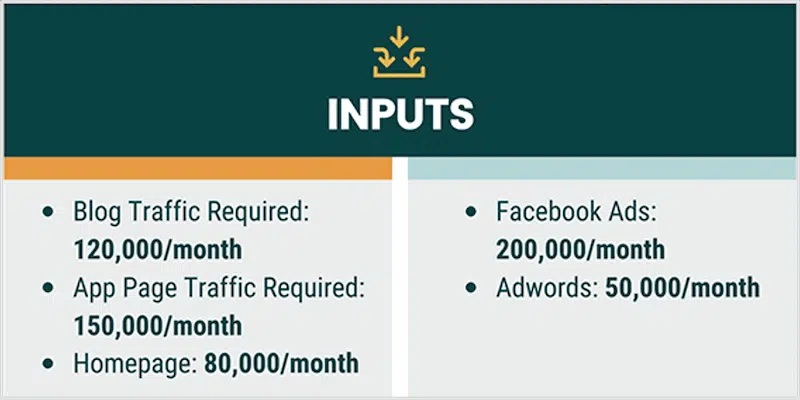 INPUTS
• Blog Traffic Required:
120,000/month
• App Page Traffic Required:
150,000/month
• Homepage: 80,000/month
• Facebook Ads:
200,000/month
• Adwords: 50,000/month